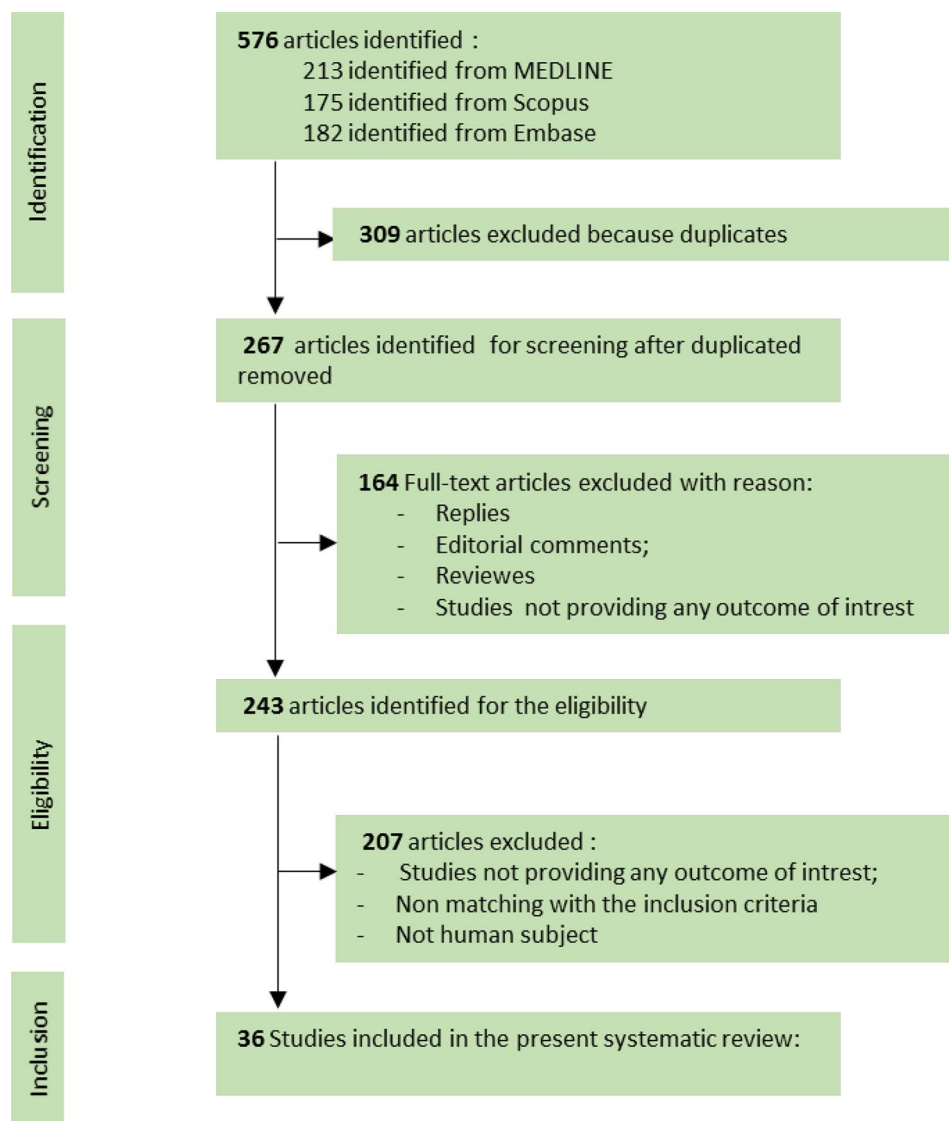 Identification
576 articles identified :
213 identified from MEDLINE
175 identified from Scopus
182 identified from Embase
309 articles excluded because duplicates
Screening
267 articles identified for screening after duplicated
removed
164 Full-text articles excluded with reason:
- Replies
- Editorial comments;
- Reviewes
- Studies not providing any outcome of intrest
Eligibility
243 articles identified for the eligibility
207 articles excluded :
- Studies not providing any outcome of intrest;
- Non matching with the inclusion criteria
- Not human subject
Inclusion
36 Studies included in the present systematic review: